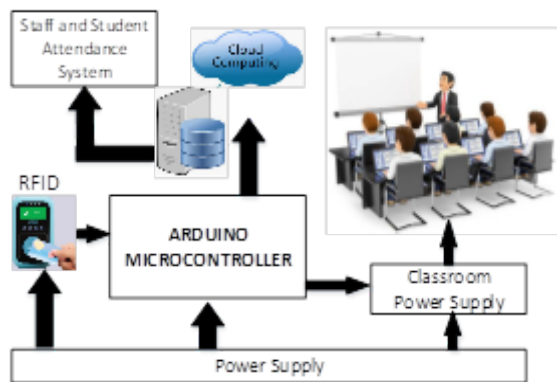 Staff and Student
Attendance
System
Cloud
Computing
RFID
ARDUINO
MICROCONTROLLER
Classroom
Power Supply
Power Supply